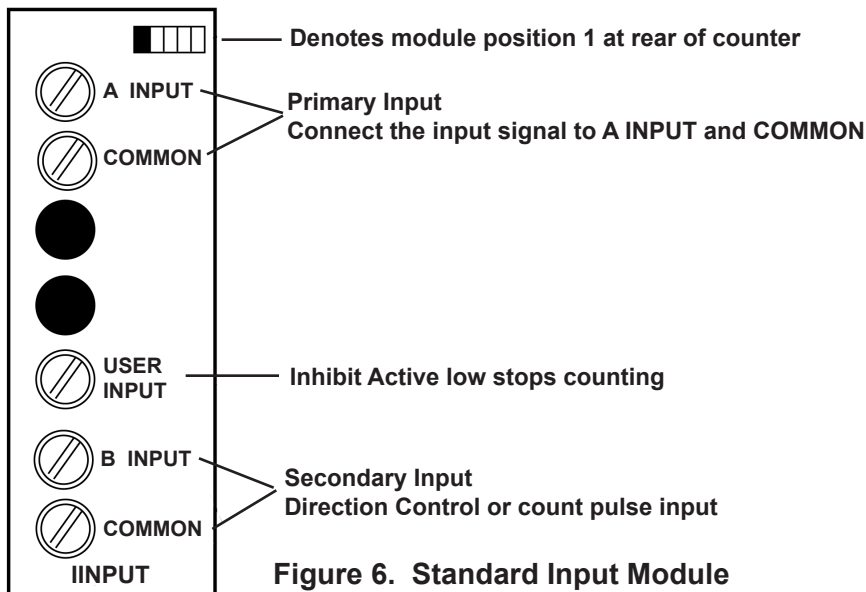 Denotes module position 1 at rear of counter
A INPUT
COMMON
Primary Input
Connect the input signal to A INPUT and COMMON
USER
INPUT
Inhibit Active low stops counting
B INPUT
COMMON
Secondary Input
Direction Control or count pulse input
IINPUT
Figure 6. Standard Input Module